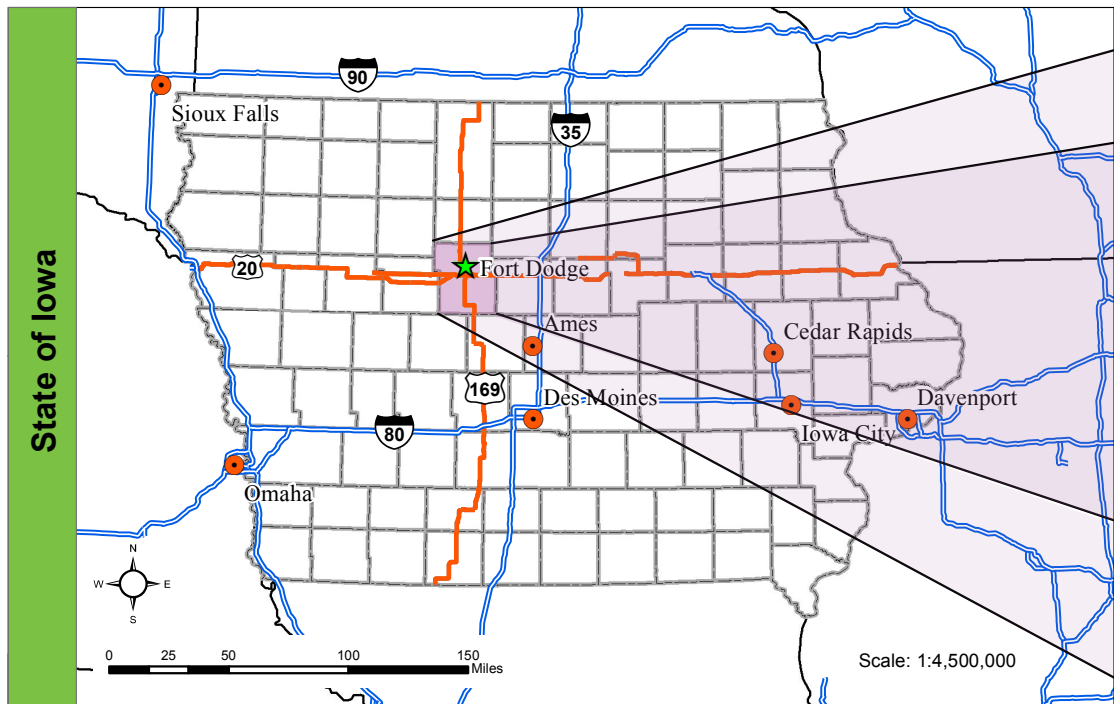 State of Iowa
90
Sioux Falls
35
20
Fort Dodge
Ames
Cedar Rapids
169
Des Moines
Davenport
80
Iowa City
Omaha
N
W E
S
0 25 50 100 150
Miles
Scale: 1:4,500,000